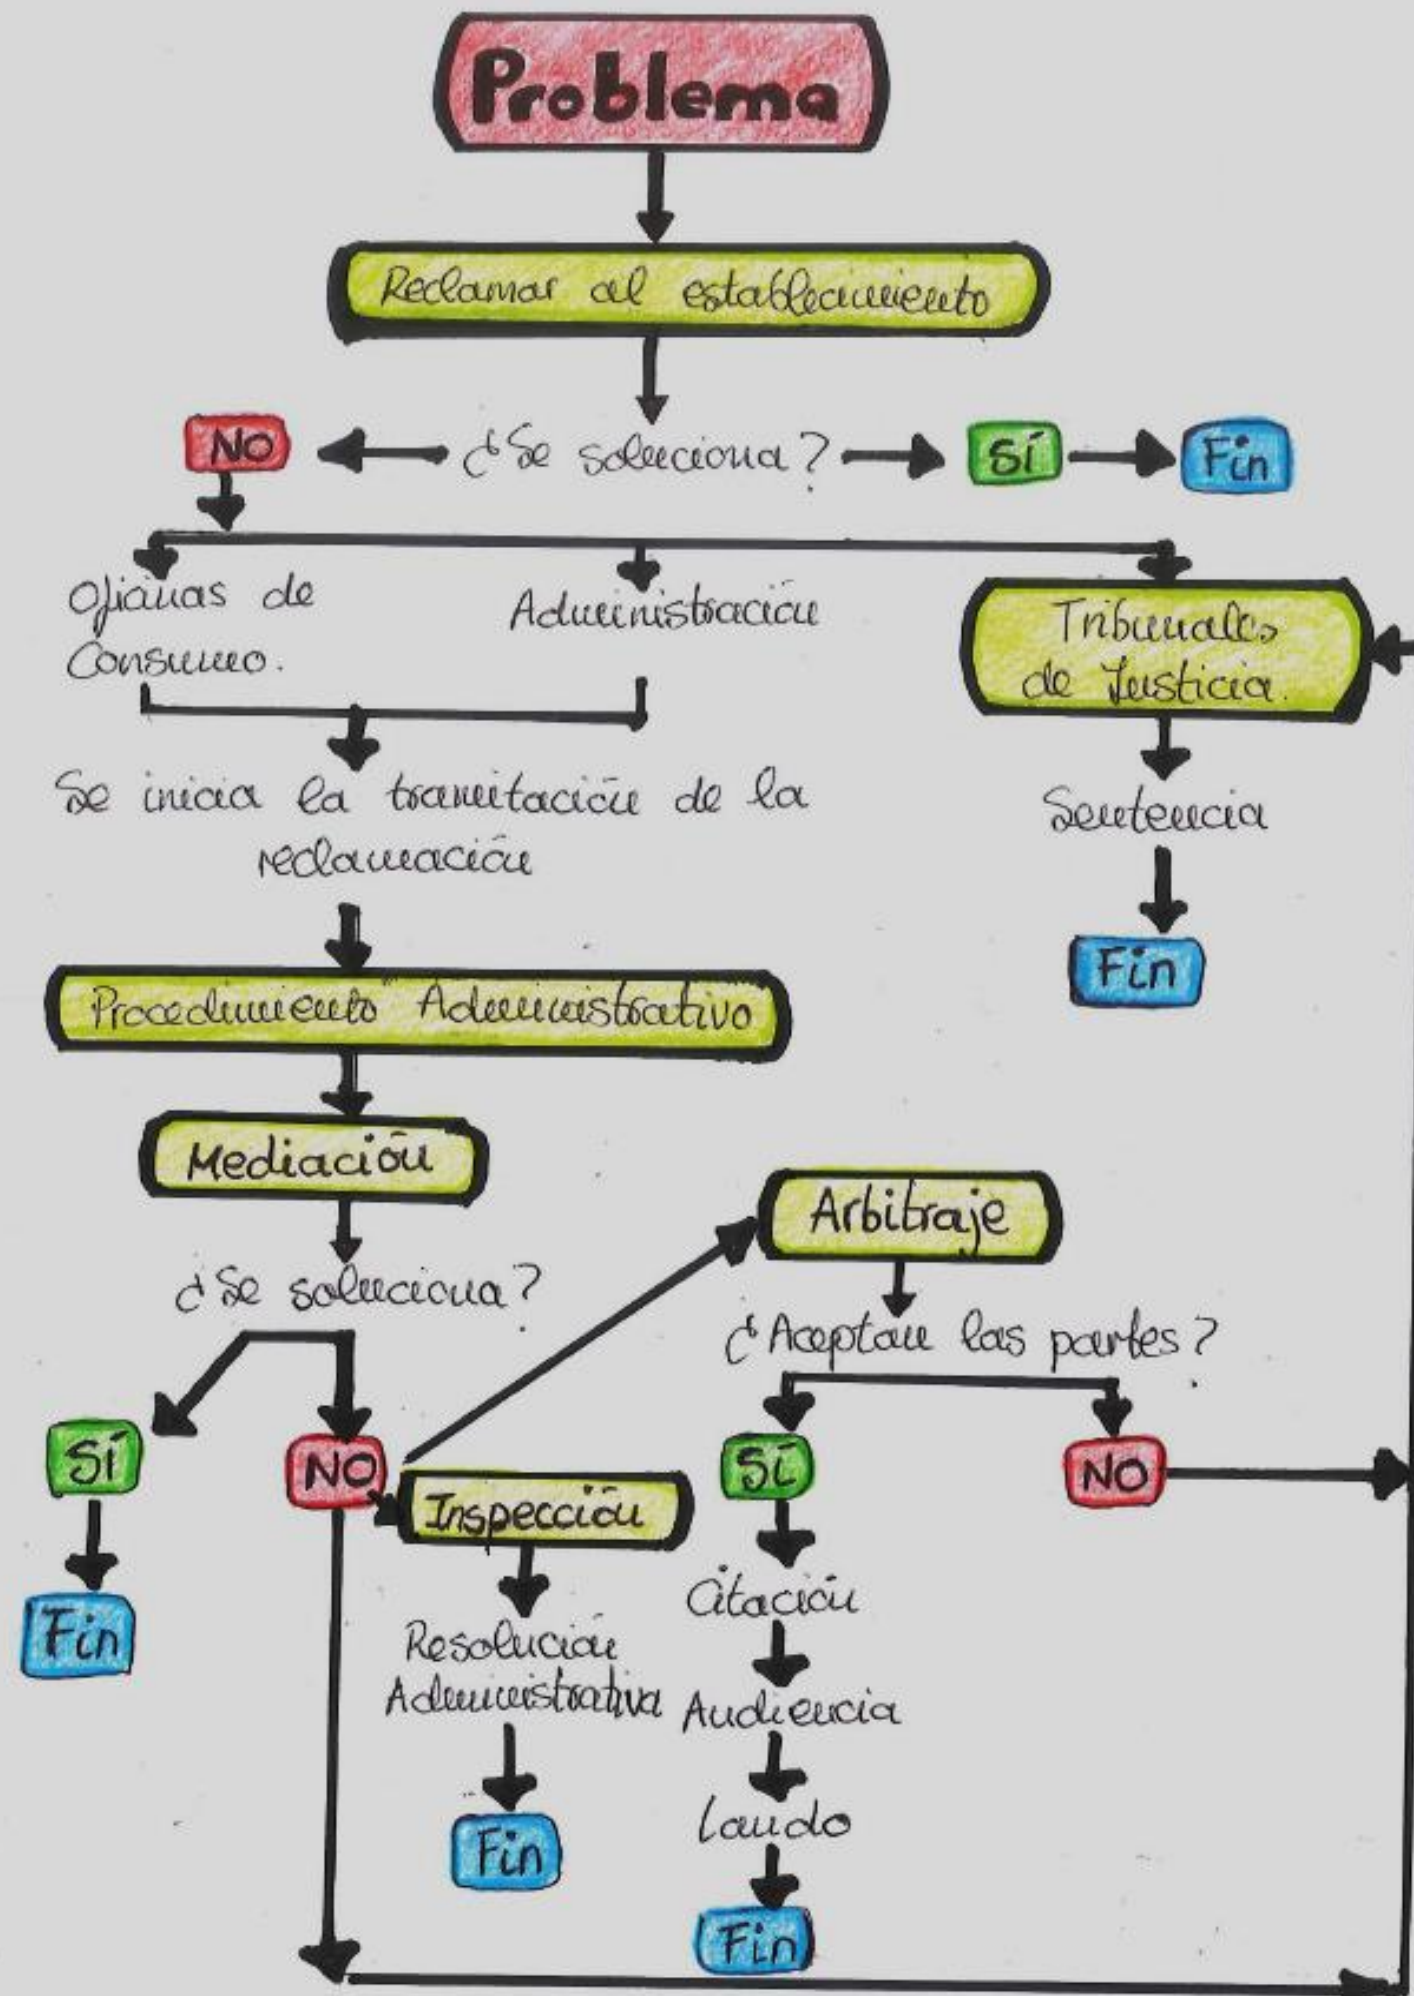 Problema
Reclamar al establecimiento
NO
¿Se soluciona?
SÍ
Fin
Oficinas de
Consumo.
Administración
Tribunales
de Justicia.
Se inicia la tramitación de la
reclamación
Sentencia
Fin
Procedimiento Administrativo
Mediación
¿Se soluciona?
SÍ
NO
Fin
Arbitraje
¿Aceptan las partes?
SÍ
NO
Inspección
Resolución
Administrativa
Fin
Citación
Audiencia
Laudo
Fin